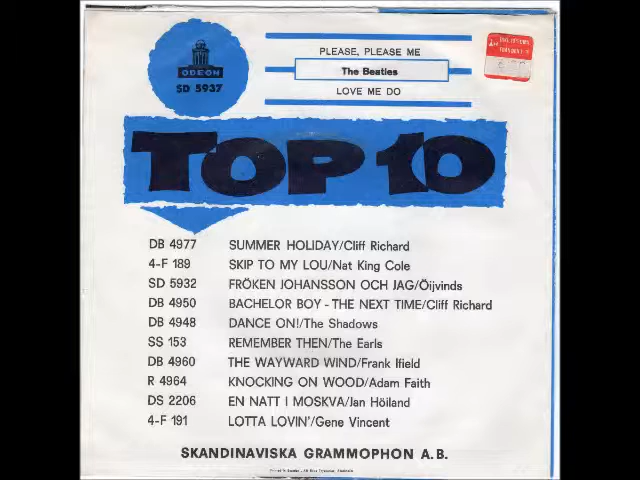 ODEON
SD 5937
PLEASE, PLEASE ME
The Beatles
LOVE ME DO
TOP 10
DB 4977 SUMMER HOLIDAY/Cliff Richard
4-F 189 SKIP TO MY LOU/Nat King Cole
SD 5932 FRÖKEN JOHANSSON OCH JAG/Öijvinds
DB 4950 BACHELOR BOY - THE NEXT TIME/Cliff Richard
DB 4948 DANCE ON!/The Shadows
SS 153 REMEMBER THEN/The Earls
DB 4960 THE WAYWARD WIND/Frank Ifield
R 4964 KNOCKING ON WOOD/Adam Faith
DS 2206 EN NATT I MOSKVA/Jan Höiland
4-F 191 LOTTA LOVIN'/Gene Vincent
SKANDINAVISKA GRAMMOPHON A.B.